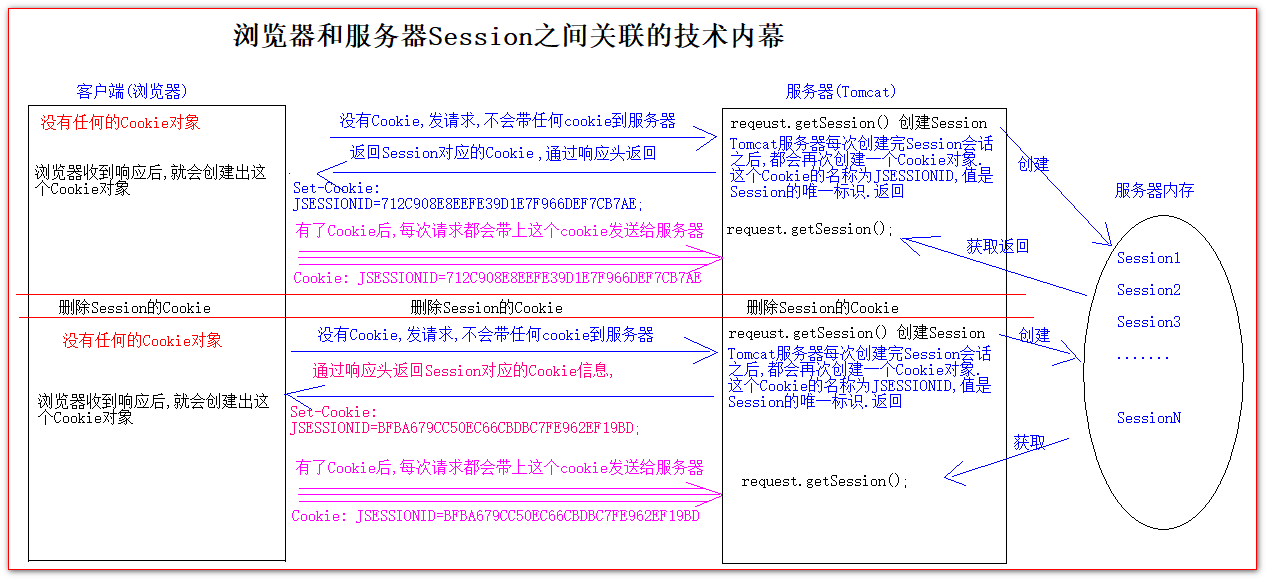 浏览器和服务器Session之间关联的技术内幕
客户端(浏览器)
服务器(Tomcat)
没有任何的Cookie对象
没有Cookie,发请求,不会带任何cookie到服务器
reqeust.getSession() 创建Session
Tomcat服务器每次创建完Session会话
之后,都会再次创建一个Cookie对象.
这个Cookie的名称为JSESSIONID,值是
Session的唯一标识.返回
创建
返回Session对应的Cookie ,通过响应头返回
浏览器收到响应后,就会创建出这
个Cookie对象
Set-Cookie:
JSESSIONID=712C908E8EEFE39D1E7F966DEF7CB7AE;
服务器内存
有了Cookie后,每次请求都会带上这个cookie发送给服务器
request.getSession();
获取返回
Cookie: JSESSIONID=712C908E8EEFE39D1E7F966DEF7CB7AE
Session1
Session2
Session3
.......
SessionN
删除Session的Cookie
删除Session的Cookie
删除Session的Cookie
没有任何的Cookie对象
没有Cookie,发请求,不会带任何cookie到服务器
reqeust.getSession() 创建Session
创建
Tomcat服务器每次创建完Session会话
之后,都会再次创建一个Cookie对象.
这个Cookie的名称为JSESSIONID,值是
Session的唯一标识.返回
通过响应头返回Session对应的Cookie信息,
浏览器收到响应后,就会创建出这
个Cookie对象
Set-Cookie:
JSESSIONID=BFBA679CC50EC66CBDBC7FE962EF19BD;
获取
有了Cookie后,每次请求都会带上这个cookie发送给服务器
request.getSession();
Cookie: JSESSIONID=BFBA679CC50EC66CBDBC7FE962EF19BD